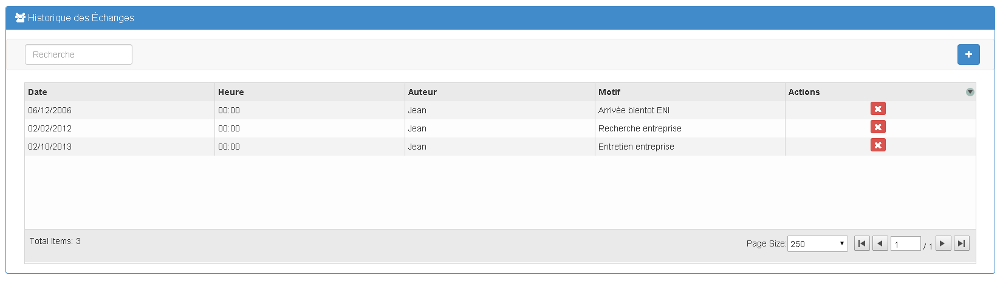 Historique des Échanges
Recherche
Date Heure Auteur Motif Actions
06/12/2006 00:00 Jean Arrivée bientot ENI
02/02/2012 00:00 Jean Recherche entreprise
02/10/2013 00:00 Jean Entretien entreprise
Total Items: 3 Page Size: 250 1 / 1